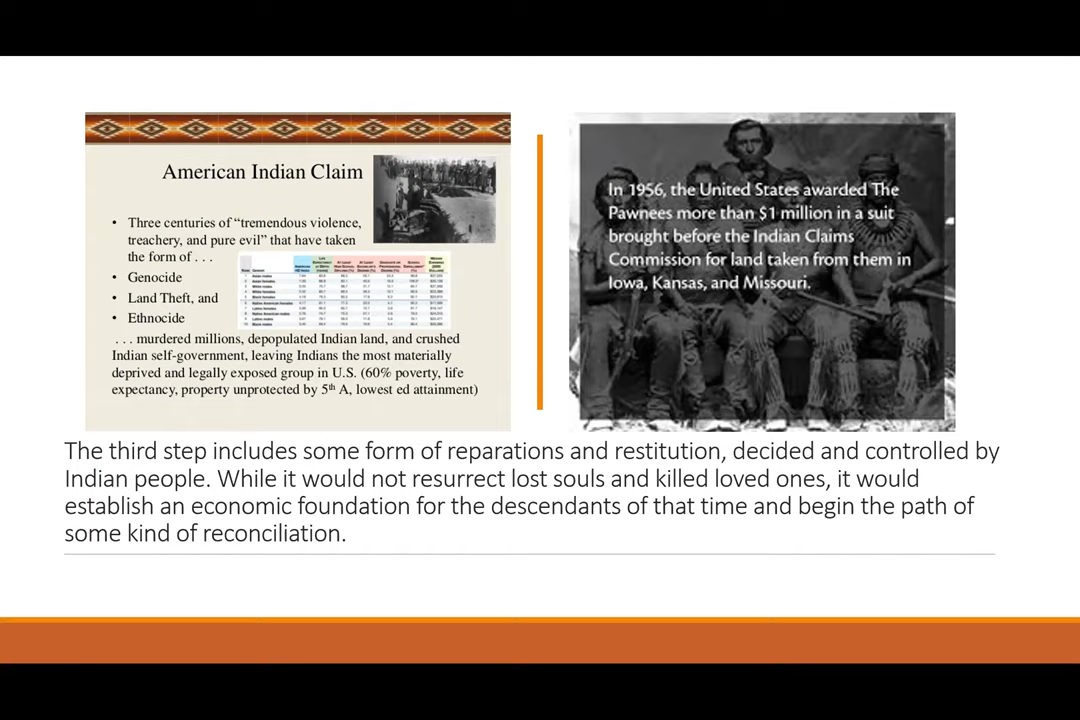 American Indian Claim
• Three centuries of “tremendous violence,
treachery, and pure evil” that have taken
the form of . . .
• Genocide
• Land Theft, and
• Ethnocide
. . . murdered millions, depopulated Indian land, and crushed
Indian self-government, leaving Indians the most materially
deprived and legally exposed group in U.S. (60% poverty, life
expectancy, property unprotected by 5th A, lowest ed attainment)
In 1956, the United States awarded The
Pawnees more than $1 million in a suit
brought before the Indian Claims
Commission for land taken from them in
Iowa, Kansas, and Missouri.
The third step includes some form of reparations and restitution, decided and controlled by
Indian people. While it would not resurrect lost souls and killed loved ones, it would
establish an economic foundation for the descendants of that time and begin the path of
some kind of reconciliation.